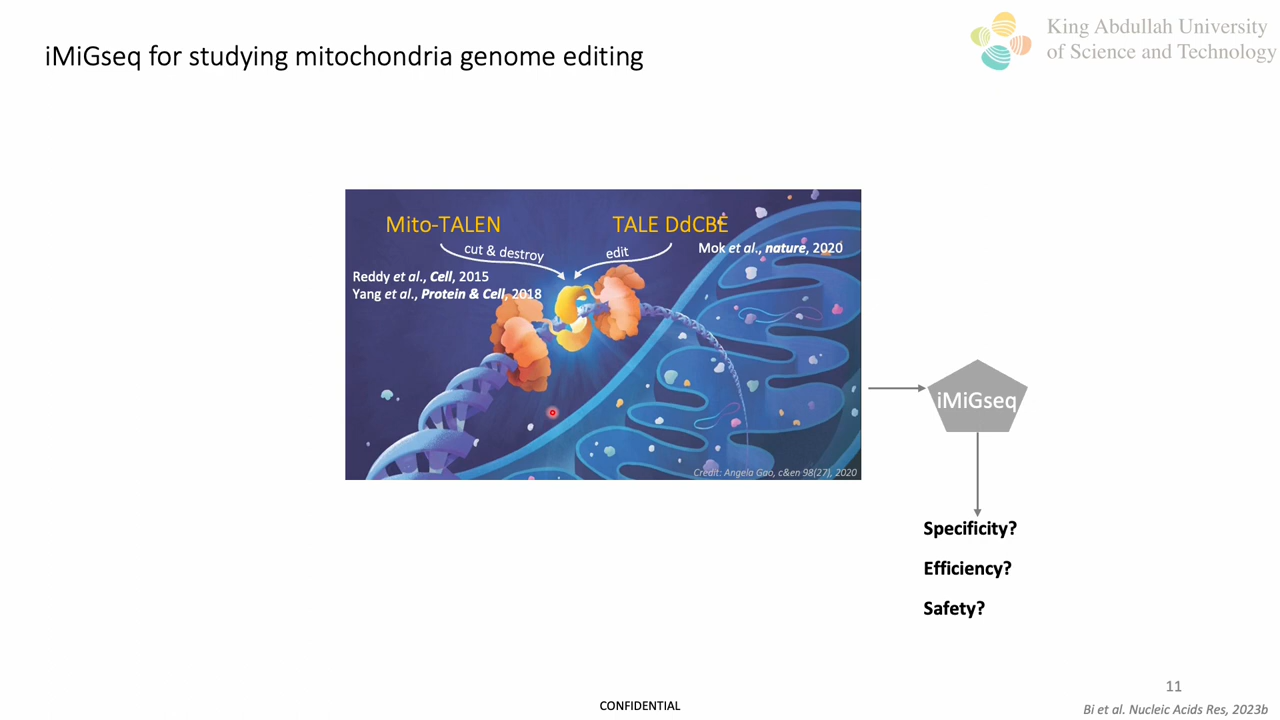 iMiGseq for studying mitochondria genome editing
King Abdullah University
of Science and Technology
Mito-TALEN
TALE DdCBE
cut & destroy
edit
Mok et al., nature, 2020
Reddy et al., Cell, 2015
Yang et al., Protein & Cell, 2018
Credit: Angela Gao, c&en 98(27), 2020
iMiGseq
Specificity?
Efficiency?
Safety?
11
CONFIDENTIAL
Bi et al. Nucleic Acids Res, 2023b